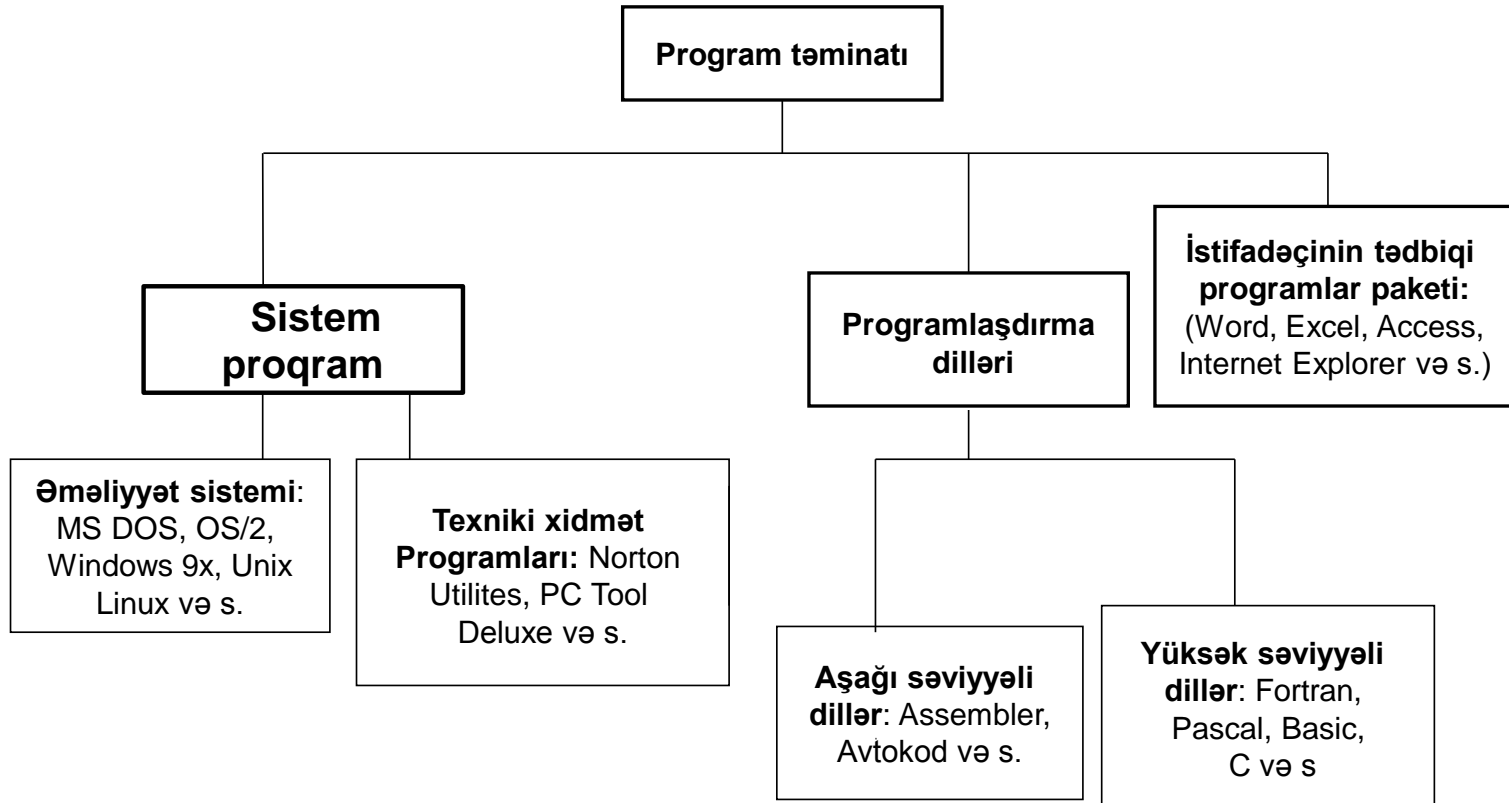 Program təminatı
Sistem
proqram
Programlaşdırma
dilləri
İstifadəçinin tədbiqi
programlar paketi:
(Word, Excel, Access,
Internet Explorer və s.)
Əməliyyət sistemi:
MS DOS, OS/2,
Windows 9x, Unix
Linux və s.
Texniki xidmət
Programları: Norton
Utilites, PC Tool
Deluxe və s.
Aşağı səviyyəli
dillər: Assembler,
Avtokod və s.
Yüksək səviyyəli
dillər: Fortran,
Pascal, Basic,
C və s